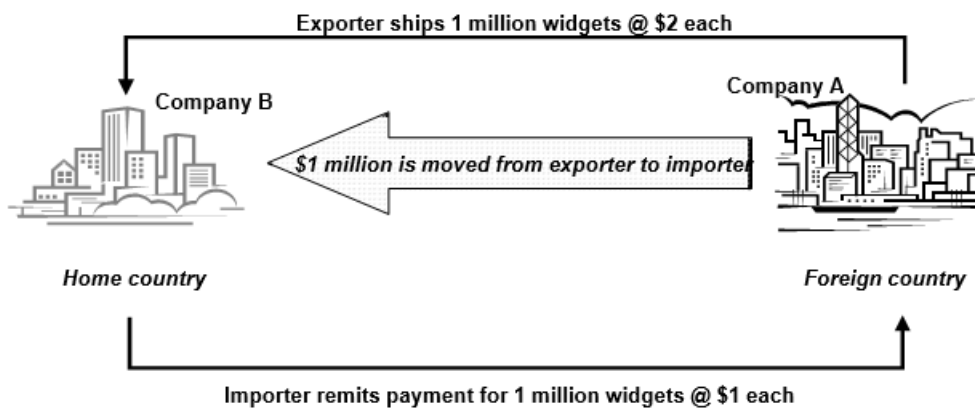 Exporter ships 1 million widgets @ $2 each
Company B
Company A
$1 million is moved from exporter to importer
Home country
Foreign country
Importer remits payment for 1 million widgets @ $1 each